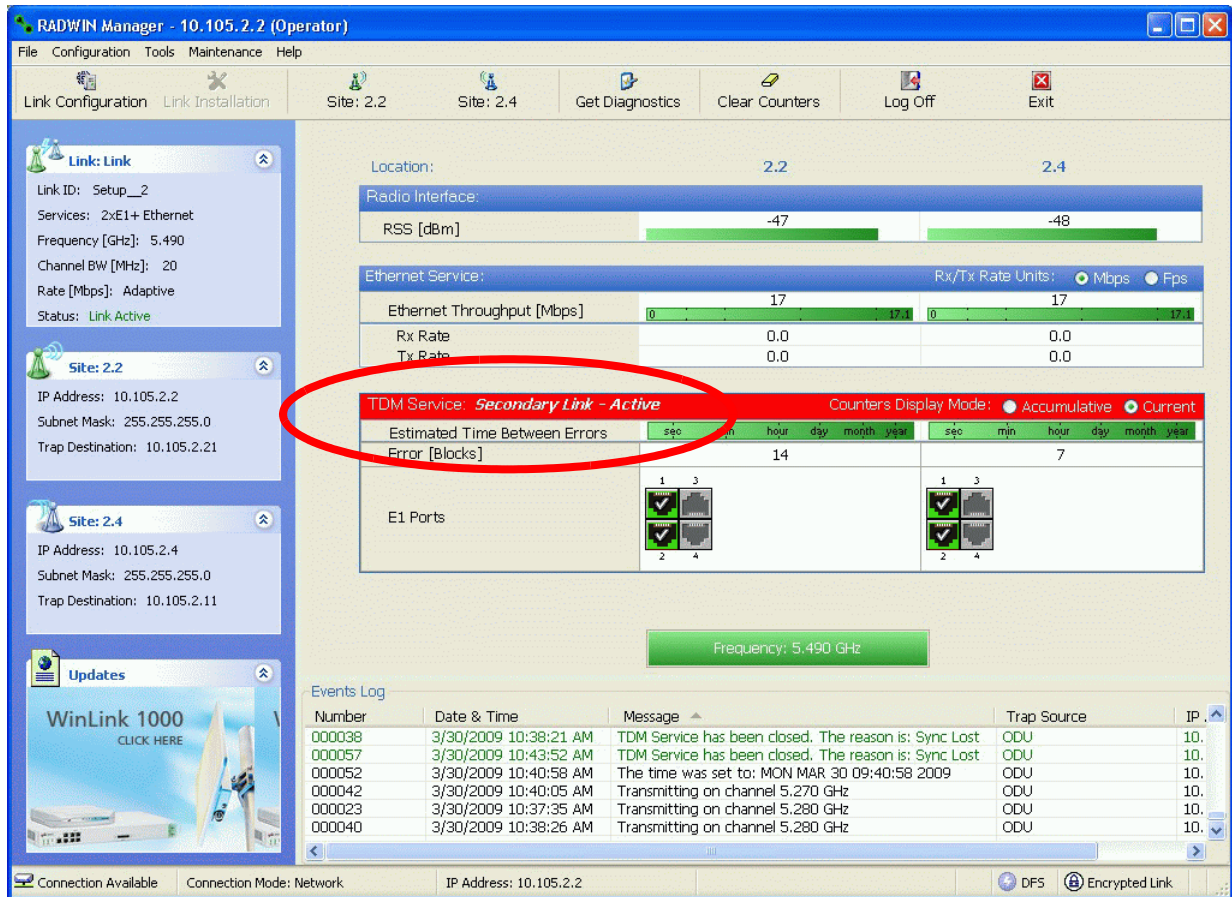 RADWIN Manager - 10.105.2.2 (Operator)
File Configuration Tools Maintenance Help
Link Configuration Link Installation Site: 2.2 Site: 2.4 Get Diagnostics Clear Counters Log Off Exit
Link: Link
Link ID: Setup__2
Services: 2xE1+ Ethernet
Frequency [GHz]: 5.490
Channel BW [MHz]: 20
Rate [Mbps]: Adaptive
Status: Link Active
Site: 2.2
IP Address: 10.105.2.2
Subnet Mask: 255.255.255.0
Trap Destination: 10.105.2.21
Site: 2.4
IP Address: 10.105.2.4
Subnet Mask: 255.255.255.0
Trap Destination: 10.105.2.11
Updates
WinLink 1000
CLICK HERE
Location: 2.2 2.4
Radio Interface:
RSS [dBm] -47 -48
Ethernet Service: Rx/Tx Rate Units: Mbps Fps
Ethernet Throughput [Mbps] 17 17
0 17.1 0 17.1
Rx Rate 0.0 0.0
Tx Rate 0.0 0.0
TDM Service: Secondary Link - Active Counters Display Mode: Accumulative Current
Estimated Time Between Errors sec min hour day month year sec min hour day month year
Error [Blocks] 14 7
1 3 1 3
E1 Ports
2 4 2 4
Frequency: 5.490 GHz
Events Log
Number Date & Time Message Trap Source IP
000038 3/30/2009 10:38:21 AM TDM Service has been closed. The reason is: Sync Lost ODU 10.
000057 3/30/2009 10:43:52 AM TDM Service has been closed. The reason is: Sync Lost ODU 10.
000052 3/30/2009 10:40:58 AM The time was set to: MON MAR 30 09:40:58 2009 ODU 10.
000042 3/30/2009 10:40:05 AM Transmitting on channel 5.270 GHz ODU 10.
000023 3/30/2009 10:37:35 AM Transmitting on channel 5.280 GHz ODU 10.
000040 3/30/2009 10:38:26 AM Transmitting on channel 5.280 GHz ODU 10.
Connection Available Connection Mode: Network IP Address: 10.105.2.2 DFS Encrypted Link